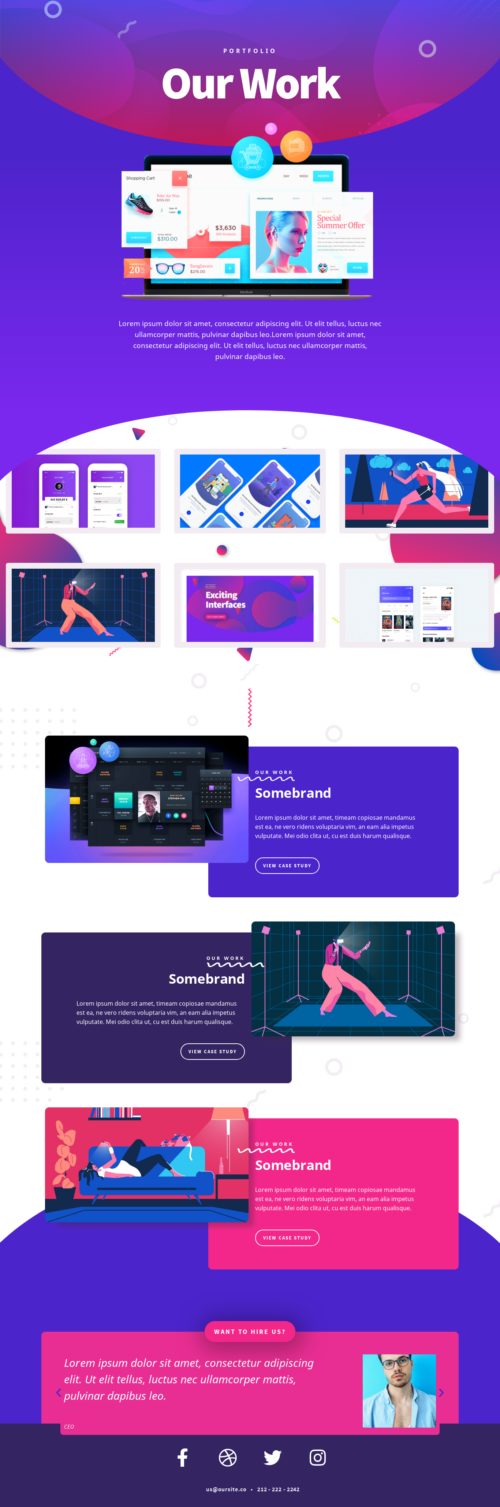 PORTFOLIO
Our Work
Shopping Cart
$310.00
$3,630
Special
Summer Offer
Sunglasses
20
Lorem ipsum dolor sit amet, consectetur adipiscing elit. Ut elit tellus, luctus nec
ullamcorper mattis, pulvinar dapibus leo.Lorem ipsum dolor sit amet,
consectetur adipiscing elit. Ut elit tellus, luctus nec ullamcorper mattis,
pulvinar dapibus leo.
Exciting
Interfaces
OUR WORK
Somebrand
Lorem ipsum dolor sit amet, timeam copiosae mandamus
est ea, ne vero ridens voluptaria vim, an eam alia impetus
vulputate. Mei odio clita ut, cu est duis harum qualisque.
VIEW CASE STUDY
OUR WORK
Somebrand
Lorem ipsum dolor sit amet, timeam copiosae mandamus
est ea, ne vero ridens voluptaria vim, an eam alia impetus
vulputate. Mei odio clita ut, cu est duis harum qualisque.
VIEW CASE STUDY
OUR WORK
Somebrand
Lorem ipsum dolor sit amet, timeam copiosae mandamus
est ea, ne vero ridens voluptaria vim, an eam alia impetus
vulputate. Mei odio clita ut, cu est duis harum qualisque.
VIEW CASE STUDY
WANT TO HIRE US?
Lorem ipsum dolor sit amet, consectetur adipiscing
elit. Ut elit tellus, luctus nec ullamcorper mattis,
pulvinar dapibus leo.
CEO
us@oursite.co • 212 - 222 - 2242